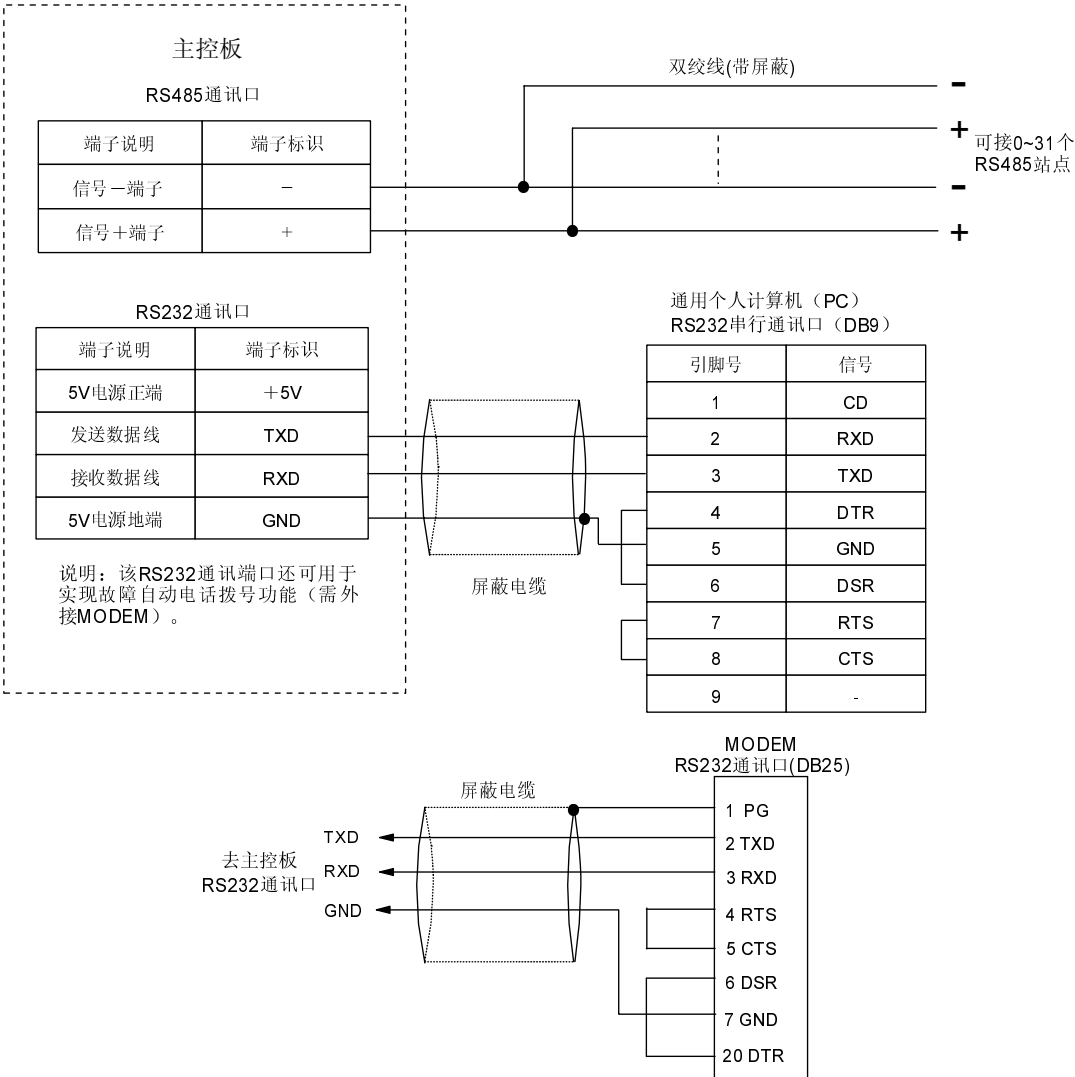 主控板
RS485通讯口
端子说明 端子标识
信号－端子 －
信号＋端子 ＋
双绞线(带屏蔽)
-
+
-
+
可接0~31个
RS485站点
RS232通讯口
端子说明 端子标识
5V电源正端 ＋5V
发送数据线 TXD
接收数据线 RXD
5V电源地端 GND
说明：该RS232通讯端口还可用于
实现故障自动电话拨号功能（需外
接MODEM）。
屏蔽电缆
通用个人计算机（PC）
RS232串行通讯口（DB9）
引脚号 信号
1 CD
2 RXD
3 TXD
4 DTR
5 GND
6 DSR
7 RTS
8 CTS
9 -
MODEM
RS232通讯口(DB25)
屏蔽电缆
去主控板
RS232通讯口
TXD
RXD
GND
1 PG
2 TXD
3 RXD
4 RTS
5 CTS
6 DSR
7 GND
20 DTR